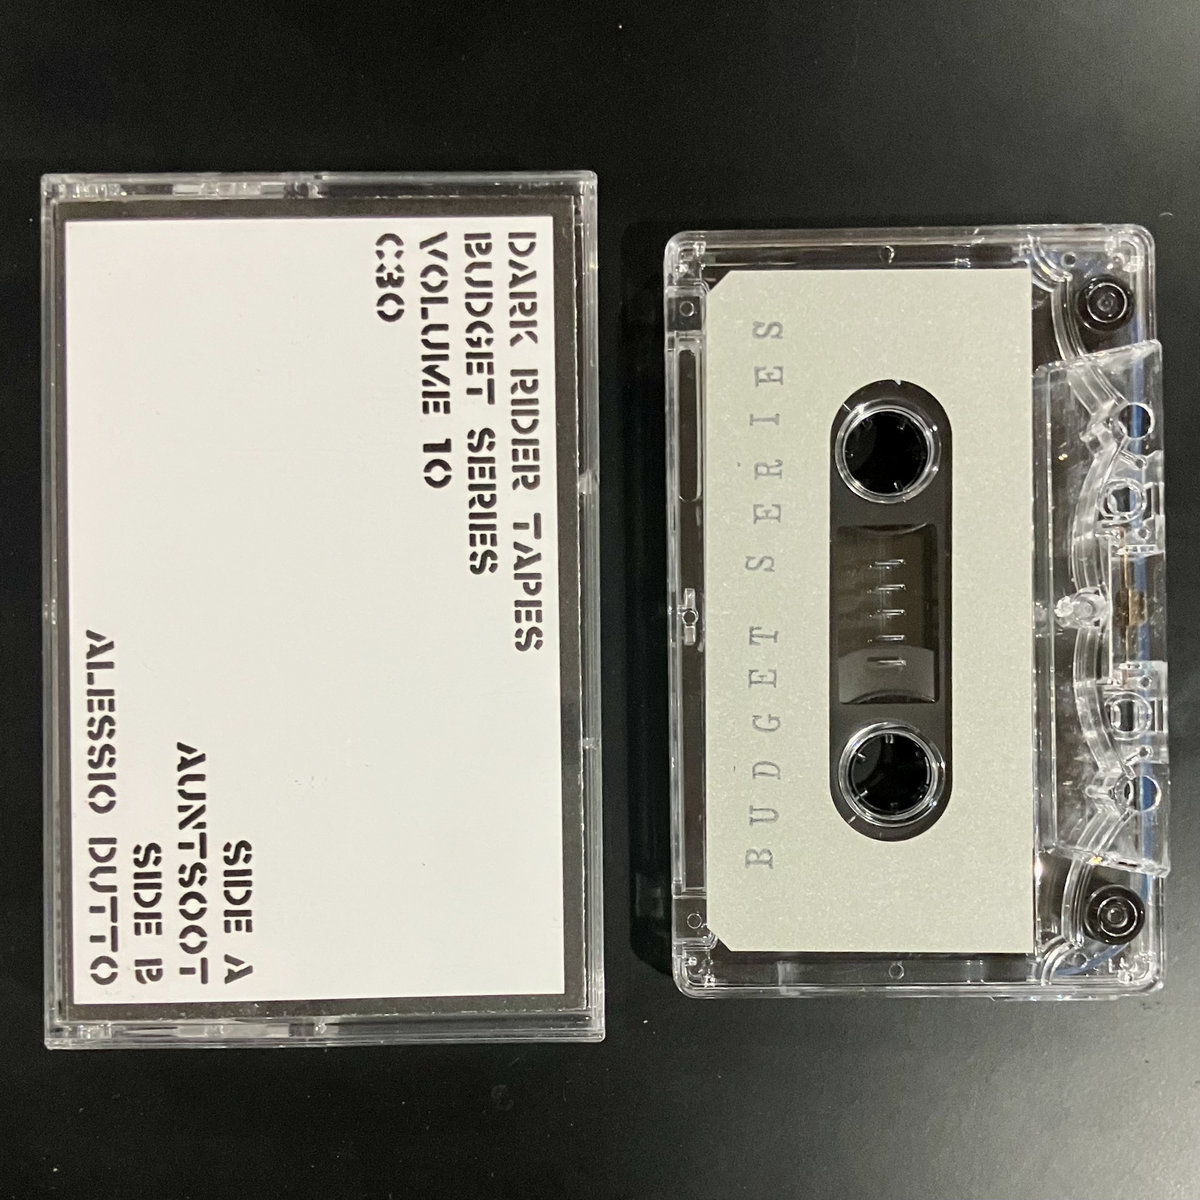 DARK RIDER TAPES
BUDGET SERIES
VOLUME 10
C30
SIDE A
AUNTSOOT
SIDE B
ALESSIO DUTTO
BUDGET SERIES